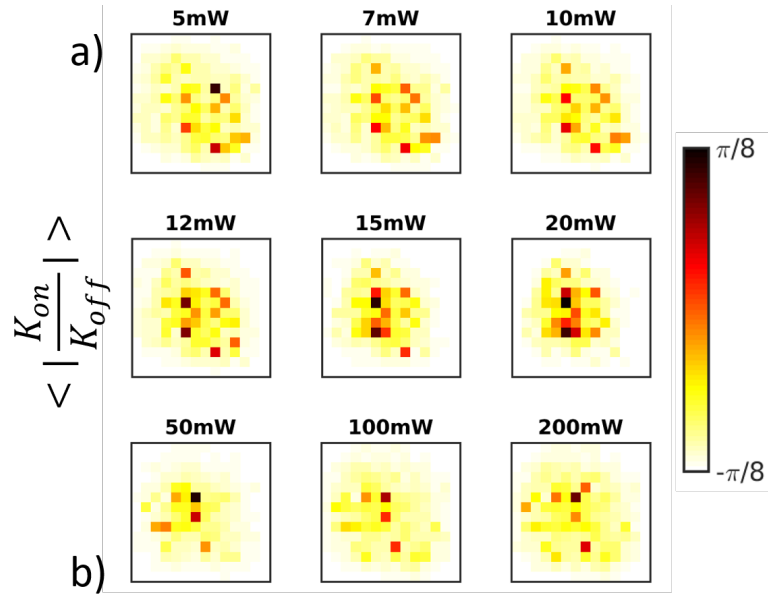 a)
5mW 7mW 10mW
12mW 15mW 20mW
50mW 100mW 200mW
b)
< | K_on / K_off | >
π/8
-π/8